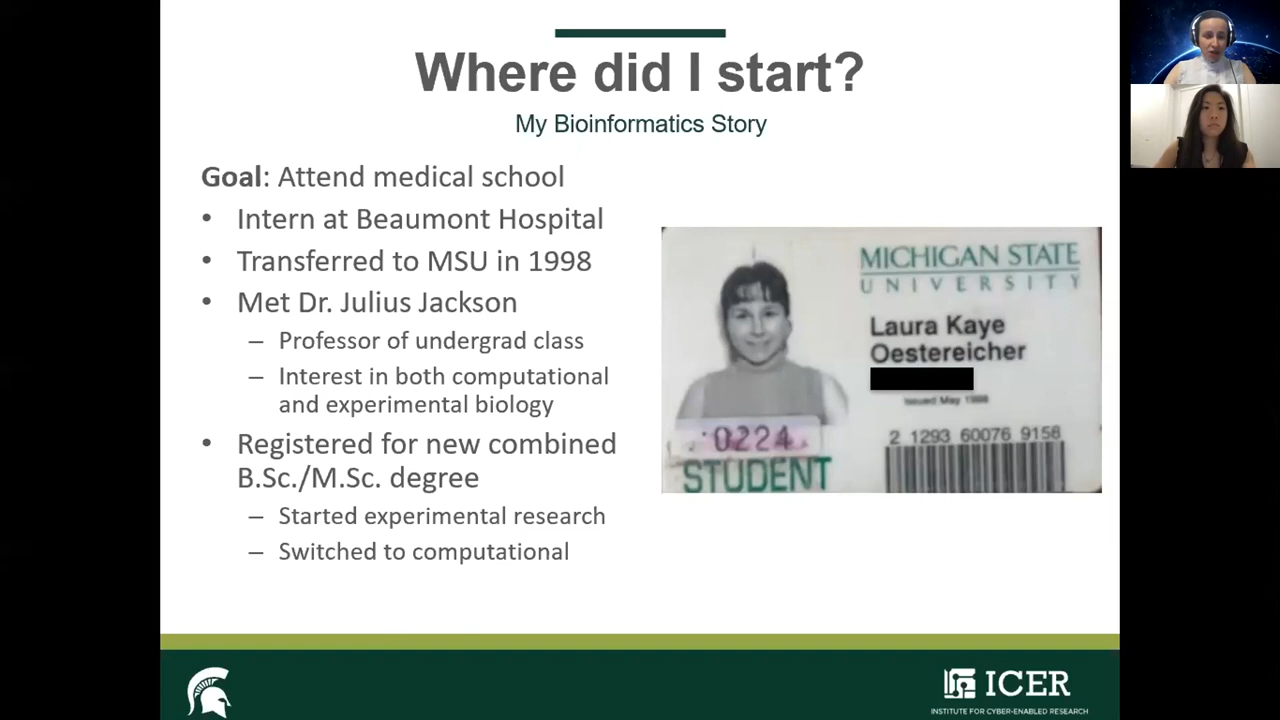 Where did I start?
My Bioinformatics Story
Goal: Attend medical school
• Intern at Beaumont Hospital
• Transferred to MSU in 1998
• Met Dr. Julius Jackson
– Professor of undergrad class
– Interest in both computational
and experimental biology
• Registered for new combined
B.Sc./M.Sc. degree
– Started experimental research
– Switched to computational
MICHIGAN STATE
UNIVERSITY
Laura Kaye
Oestereicher
Issued May 1998
0224
STUDENT
2 1293 60076 9158
ICER
INSTITUTE FOR CYBER-ENABLED RESEARCH